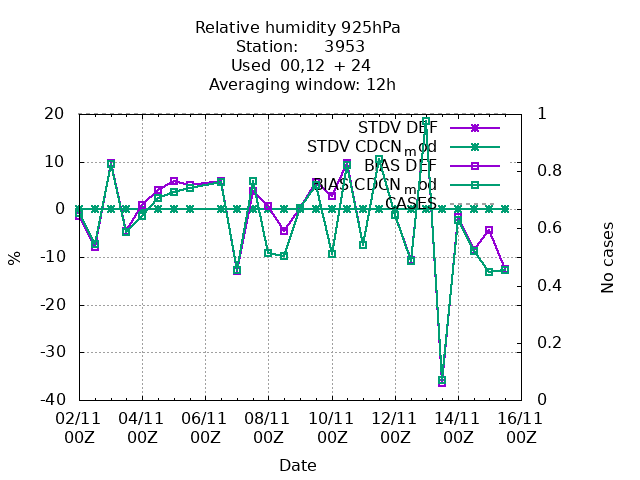 Relative humidity 925hPa
Station: 3953
Used 00,12 + 24
Averaging window: 12h
20
10
0
-10
-20
-30
-40
%
1
0.8
0.6
0.4
0.2
0
No cases
STDV DEF
STDV CDCN_mod
BIAS DEF
BIAS CDCN_mod
CASES
02/11 04/11 06/11 08/11 10/11 12/11 14/11 16/11
00Z 00Z 00Z 00Z 00Z 00Z 00Z 00Z
Date